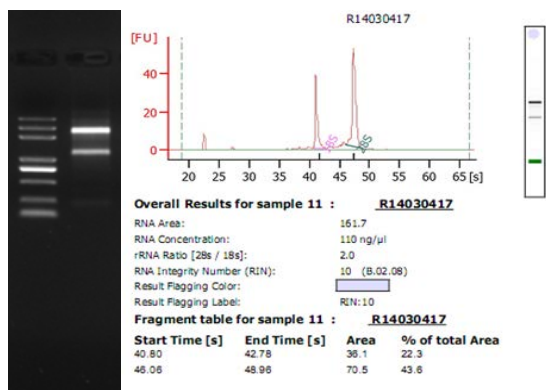 R14030417
[FU]
40
20
0
18S
28S
20 25 30 35 40 45 50 55 60 65 [s]
Overall Results for sample 11 : R14030417
RNA Area: 161.7
RNA Concentration: 110 ng/µl
rRNA Ratio [28s / 18s]: 2.0
RNA Integrity Number (RIN): 10 (B.02.08)
Result Flagging Color:
Result Flagging Label: RIN:10
Fragment table for sample 11 : R14030417
Start Time [s] End Time [s] Area % of total Area
40.80 42.78 36.1 22.3
46.06 48.96 70.5 43.6